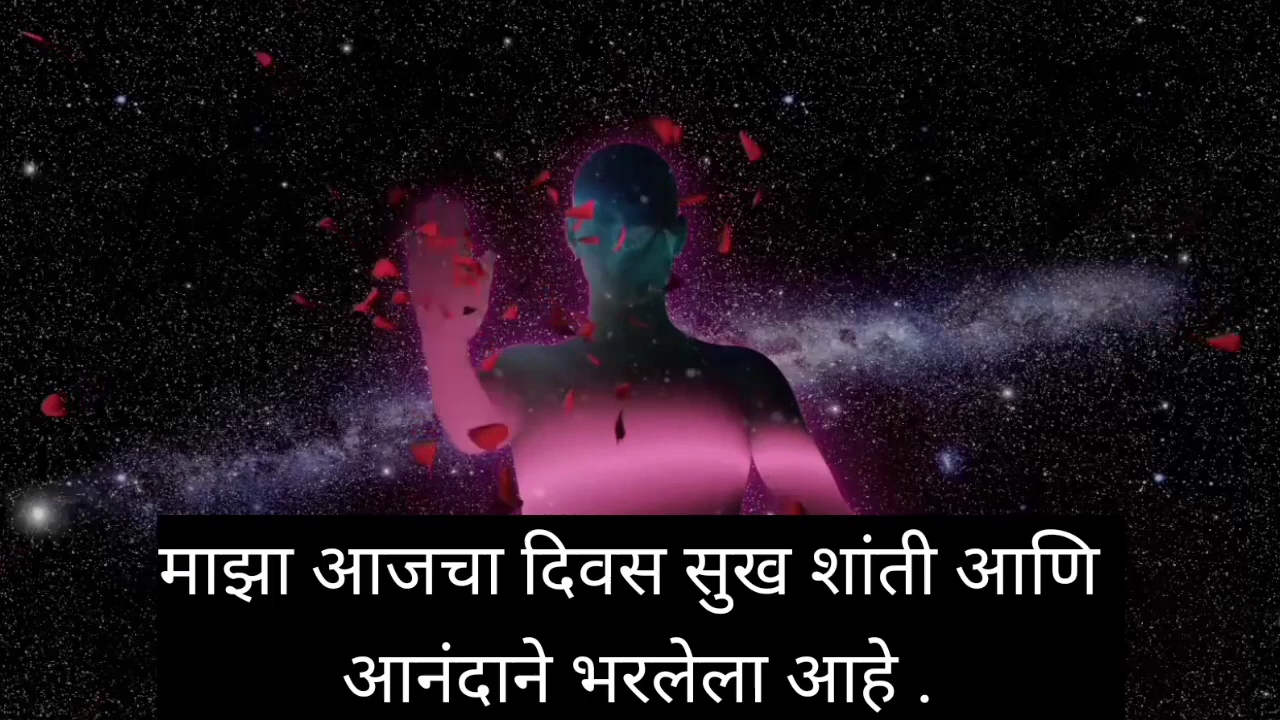 माझा आजचा दिवस सुख शांती आणि
आनंदाने भरलेला आहे .